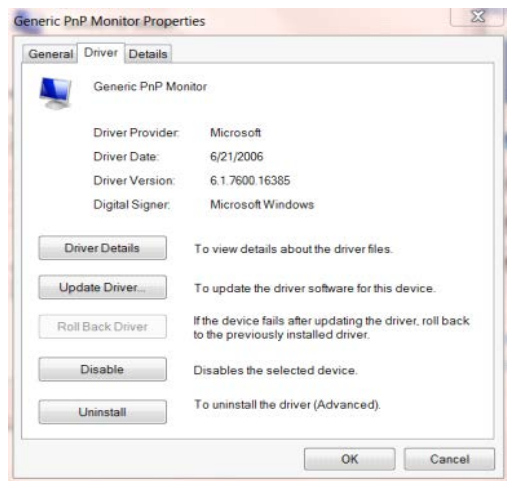 Generic PnP Monitor Properties
General Driver Details
Generic PnP Monitor
Driver Provider: Microsoft
Driver Date: 6/21/2006
Driver Version: 6.1.7600.16385
Digital Signer: Microsoft Windows
Driver Details To view details about the driver files.
Update Driver... To update the driver software for this device.
Roll Back Driver If the device fails after updating the driver, roll back
to the previously installed driver.
Disable Disables the selected device.
Uninstall To uninstall the driver (Advanced).
OK Cancel